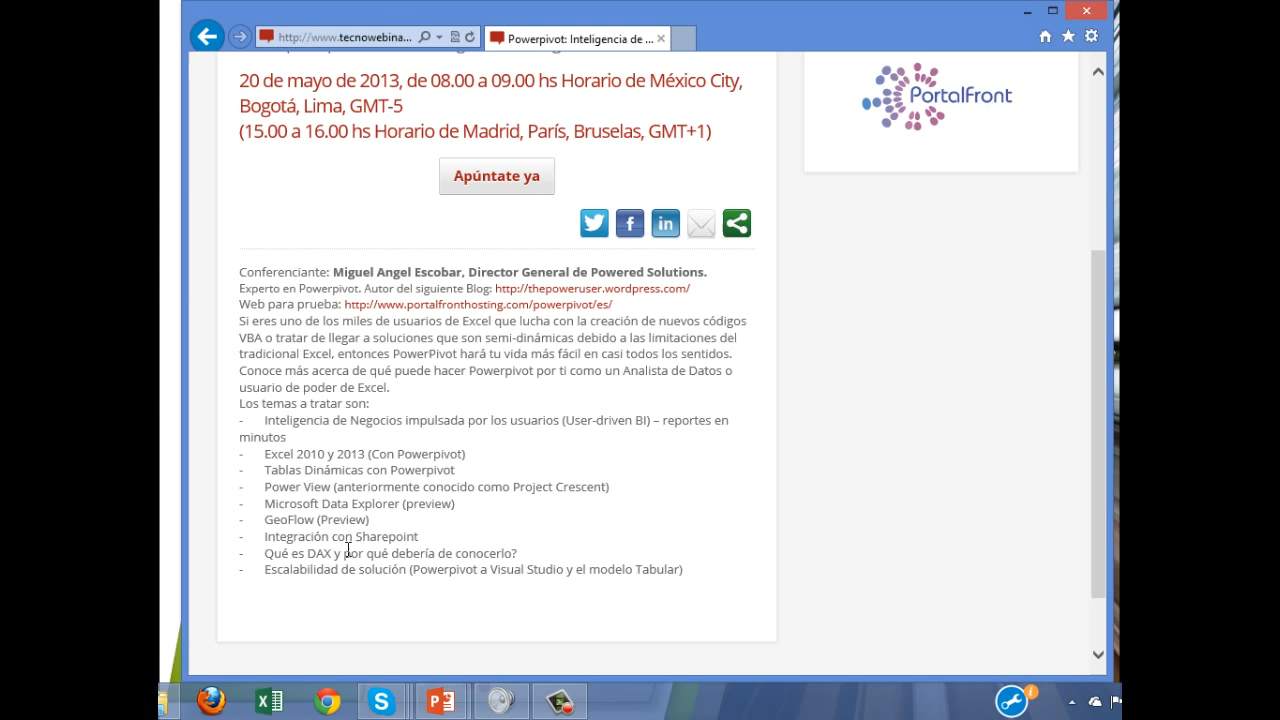 http://www.tecnowebina...
Powerpivot: Inteligencia de ...
20 de mayo de 2013, de 08.00 a 09.00 hs Horario de México City,
Bogotá, Lima, GMT-5
(15.00 a 16.00 hs Horario de Madrid, París, Bruselas, GMT+1)
Apúntate ya
PortalFront
Conferenciante: Miguel Angel Escobar, Director General de Powered Solutions.
Experto en Powerpivot. Autor del siguiente Blog: http://thepoweruser.wordpress.com/
Web para prueba: http://www.portalfronthosting.com/powerpivot/es/
Si eres uno de los miles de usuarios de Excel que lucha con la creación de nuevos códigos
VBA o tratar de llegar a soluciones que son semi-dinámicas debido a las limitaciones del
tradicional Excel, entonces PowerPivot hará tu vida más fácil en casi todos los sentidos.
Conoce más acerca de qué puede hacer Powerpivot por ti como un Analista de Datos o
usuario de poder de Excel.
Los temas a tratar son:
- Inteligencia de Negocios impulsada por los usuarios (User-driven BI) – reportes en
minutos
- Excel 2010 y 2013 (Con Powerpivot)
- Tablas Dinámicas con Powerpivot
- Power View (anteriormente conocido como Project Crescent)
- Microsoft Data Explorer (preview)
- GeoFlow (Preview)
- Integración con Sharepoint
- Qué es DAX y por qué debería de conocerlo?
- Escalabilidad de solución (Powerpivot a Visual Studio y el modelo Tabular)